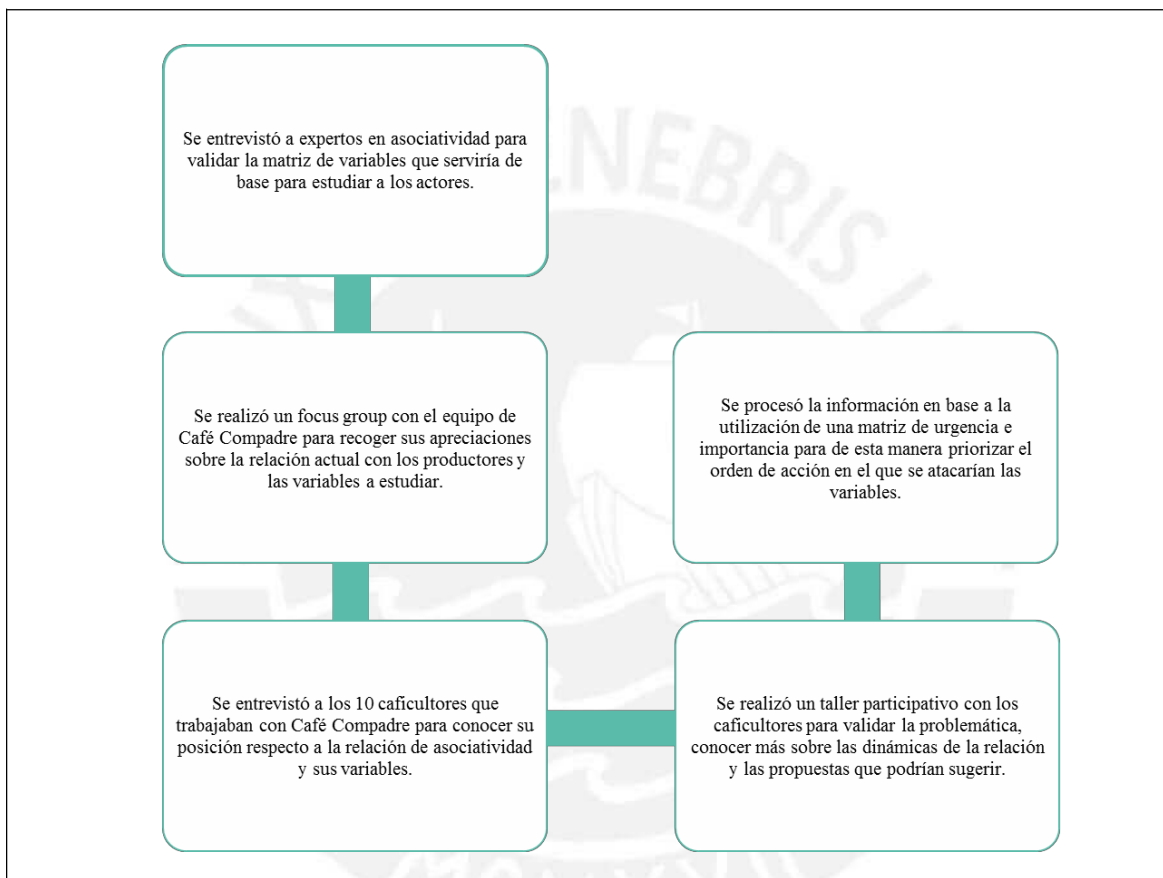 Se entrevistó a expertos en asociatividad para
validar la matriz de variables que serviría de
base para estudiar a los actores.
Se realizó un focus group con el equipo de
Café Compadre para recoger sus apreciaciones
sobre la relación actual con los productores y
las variables a estudiar.
Se entrevistó a los 10 caficultores que
trabajaban con Café Compadre para conocer su
posición respecto a la relación de asociatividad
y sus variables.
Se realizó un taller participativo con los
caficultores para validar la problemática,
conocer más sobre las dinámicas de la relación
y las propuestas que podrían sugerir.
Se procesó la información en base a la
utilización de una matriz de urgencia e
importancia para de esta manera priorizar el
orden de acción en el que se atacarían las
variables.
NEBRIS